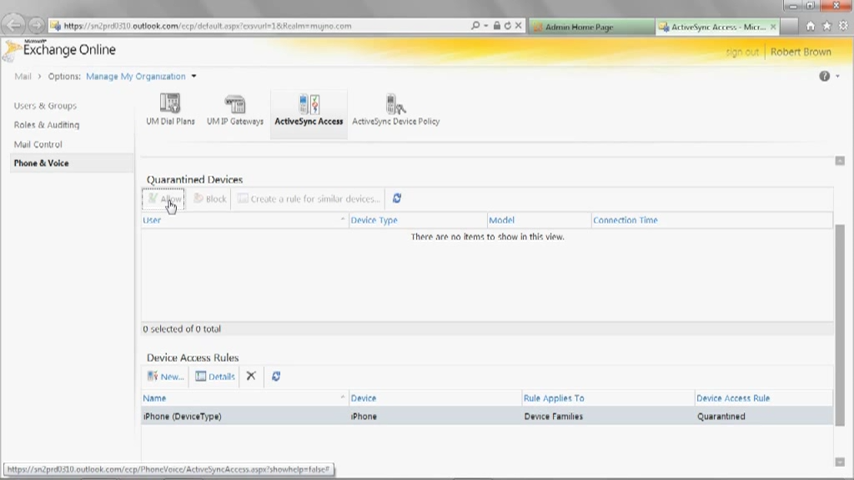 https://sn2prd0310.outlook.com/ecp/default.aspx?exsvurl=1&Realm=mujno.com
Admin Home Page
ActiveSync Access - Micr...
Microsoft
Exchange Online
sign out
Robert Brown
Mail
Options: Manage My Organization
Users & Groups
Roles & Auditing
Mail Control
Phone & Voice
UM Dial Plans
UM IP Gateways
ActiveSync Access
ActiveSync Device Policy
Quarantined Devices
Allow
Block
Create a rule for similar devices...
User
Device Type
Model
Connection Time
There are no items to show in this view.
0 selected of 0 total
Device Access Rules
New...
Details
Name
Device
Rule Applies To
Device Access Rule
iPhone (DeviceType)
iPhone
Device Families
Quarantined
https://sn2prd0310.outlook.com/ecp/PhoneVoice/ActiveSyncAccess.aspx?showhelp=false#